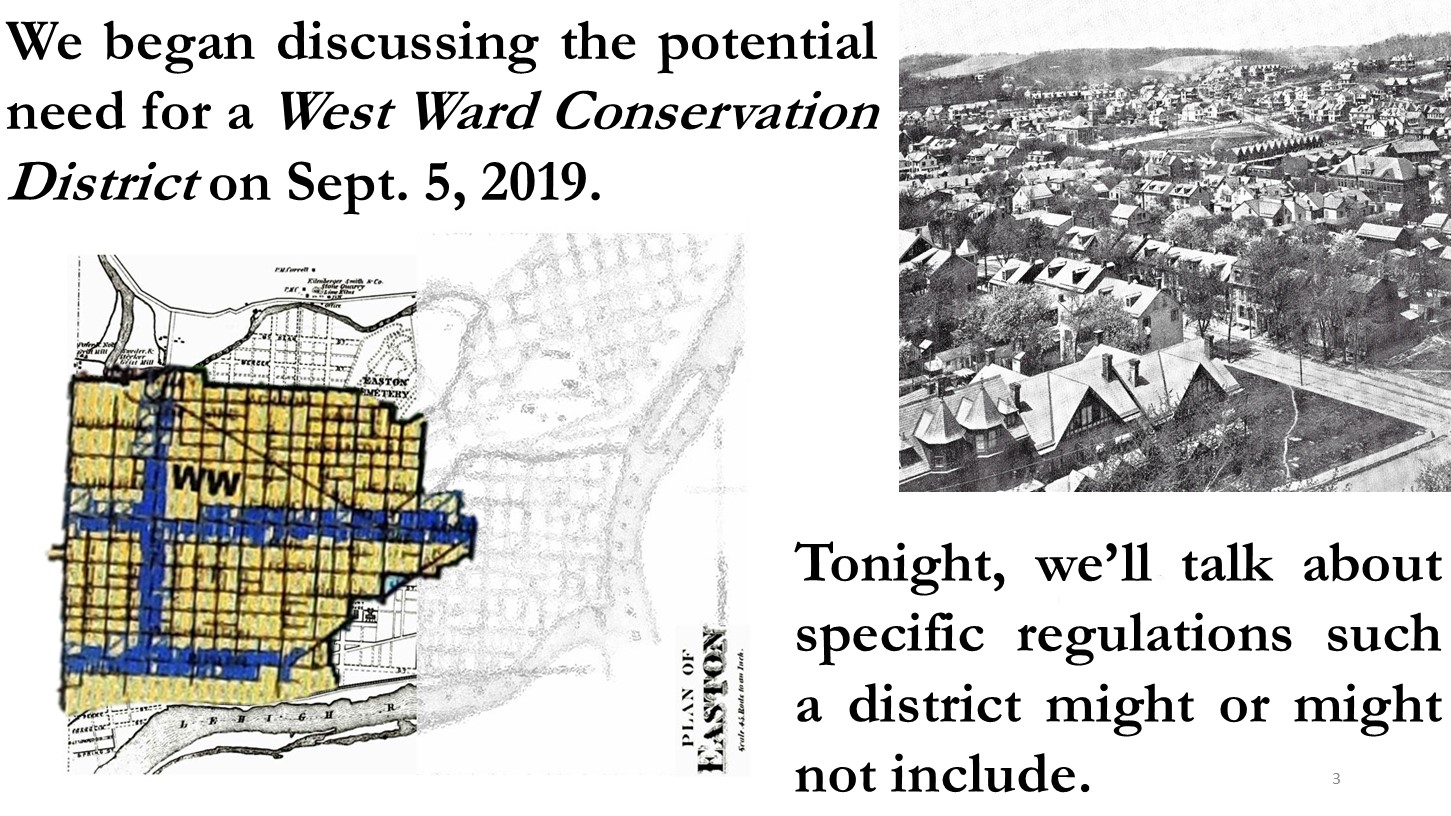 We began discussing the potential
need for a West Ward Conservation
District on Sept. 5, 2019.
EASTON
WW
L E H I G H R
PLAN OF
EASTON
Tonight, we’ll talk about
specific regulations such
a district might or might
not include.
3